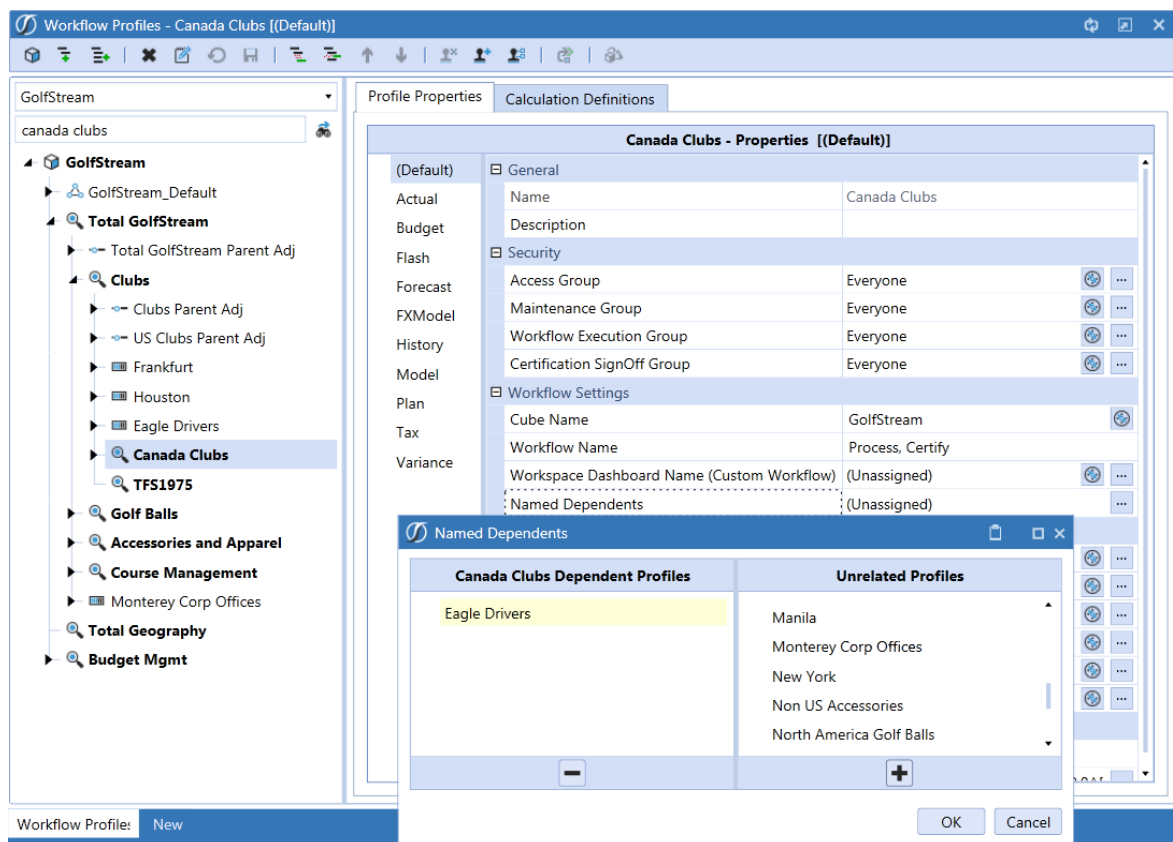 Workflow Profiles - Canada Clubs [(Default)]
GolfStream
canada clubs
GolfStream
GolfStream_Default
Total GolfStream
Total GolfStream Parent Adj
Clubs
Clubs Parent Adj
US Clubs Parent Adj
Frankfurt
Houston
Eagle Drivers
Canada Clubs
TFS1975
Golf Balls
Accessories and Apparel
Course Management
Monterey Corp Offices
Total Geography
Budget Mgmt
Profile Properties
Calculation Definitions
Canada Clubs - Properties [(Default)]
(Default)
Actual
Budget
Flash
Forecast
FXModel
History
Model
Plan
Tax
Variance
General
Name Canada Clubs
Description
Security
Access Group Everyone ...
Maintenance Group Everyone ...
Workflow Execution Group Everyone ...
Certification SignOff Group Everyone ...
Workflow Settings
Cube Name GolfStream
Workflow Name Process, Certify
Workspace Dashboard Name (Custom Workflow) (Unassigned) ...
Named Dependents (Unassigned) ...
Named Dependents
Canada Clubs Dependent Profiles
Eagle Drivers
Unrelated Profiles
Manila
Monterey Corp Offices
New York
Non US Accessories
North America Golf Balls
OK
Cancel
Workflow Profiles
New